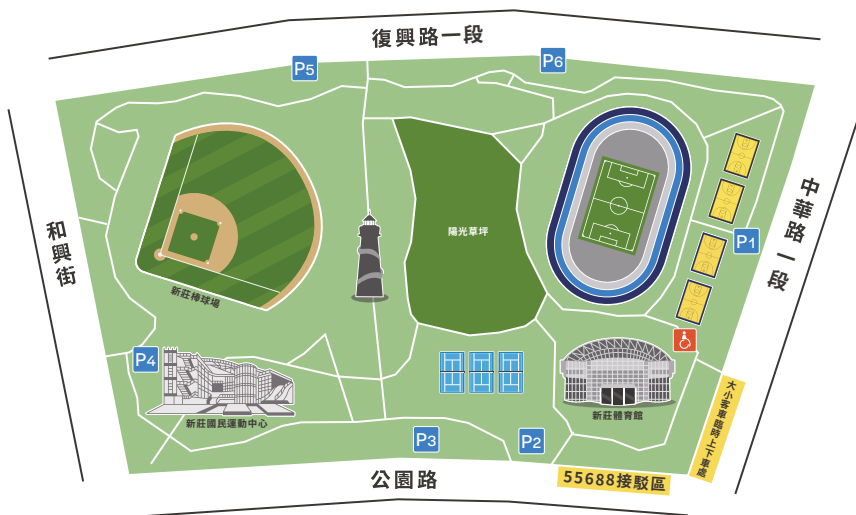 復興路一段
P5
P6
和興街
中華路一段
陽光草坪
P1
新莊棒球場
P4
新莊國民運動中心
新莊體育館
大小客車臨時上下車處
P3
P2
公園路
55688接駁區